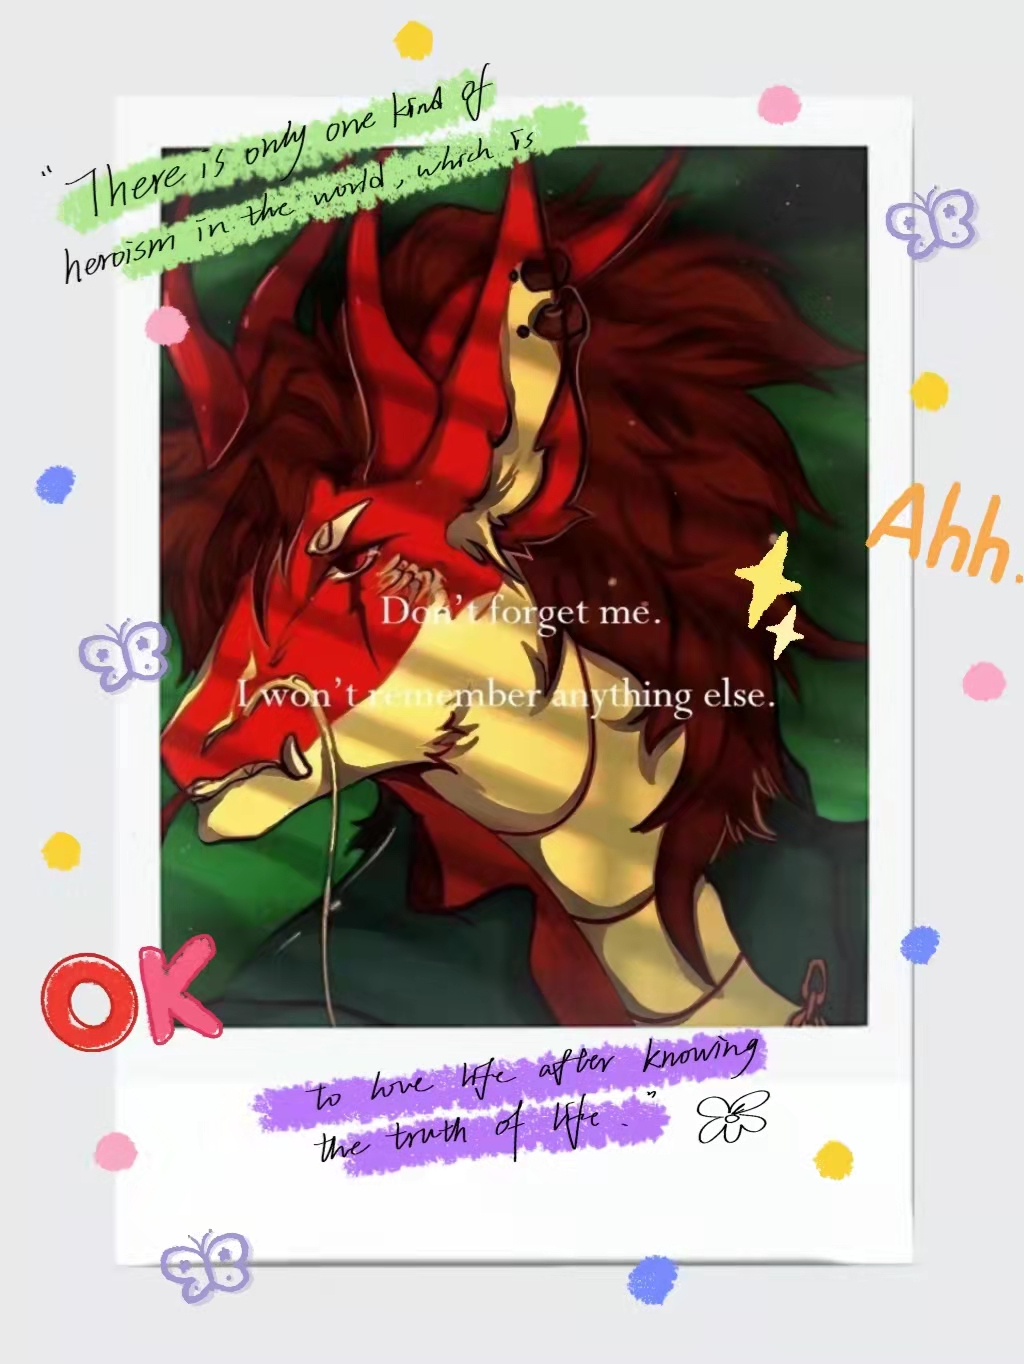 "There is only one kind of
heroism in the world, which is
Ahh.
Don't forget me.
I won't remember anything else.
OK
to love life after knowing
the truth of life."